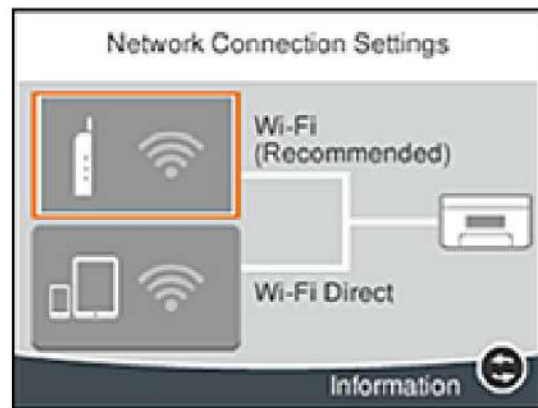 Network Connection Settings
Wi-Fi
(Recommended)
Wi-Fi Direct
Information